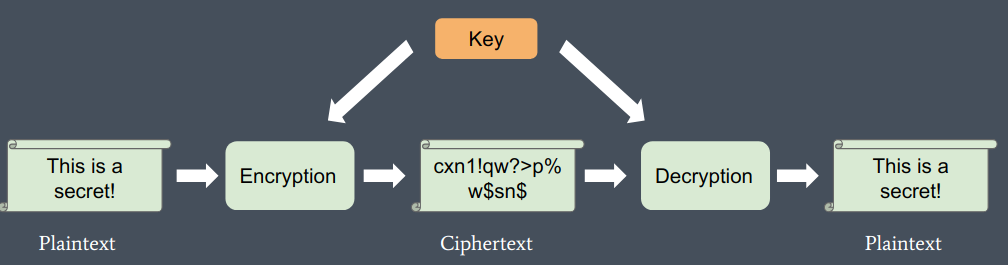 Key
This is a
secret!
Encryption
cxn1!qw?>p%
w$sn$
Decryption
This is a
secret!
Plaintext
Ciphertext
Plaintext